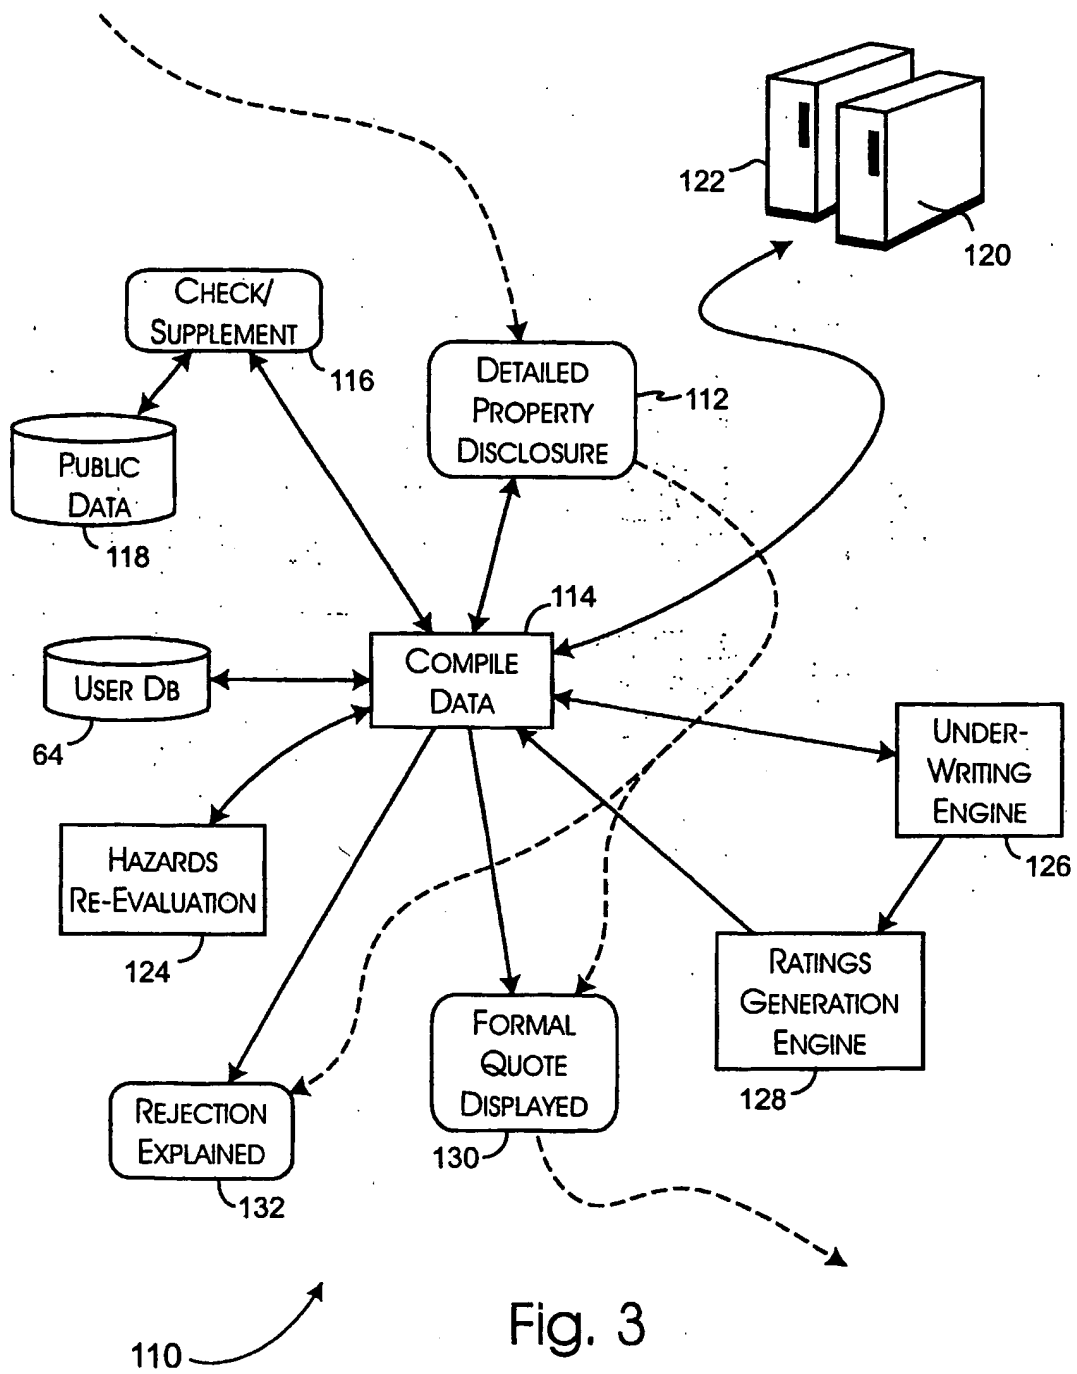 122
120
CHECK/
SUPPLEMENT
116
DETAILED
PROPERTY
DISCLOSURE
112
PUBLIC
DATA
118
114
COMPILE
DATA
USER DB
64
UNDER-
WRITING
ENGINE
126
HAZARDS
RE-EVALUATION
124
RATINGS
GENERATION
ENGINE
128
FORMAL
QUOTE
DISPLAYED
130
REJECTION
EXPLAINED
132
Fig. 3
110